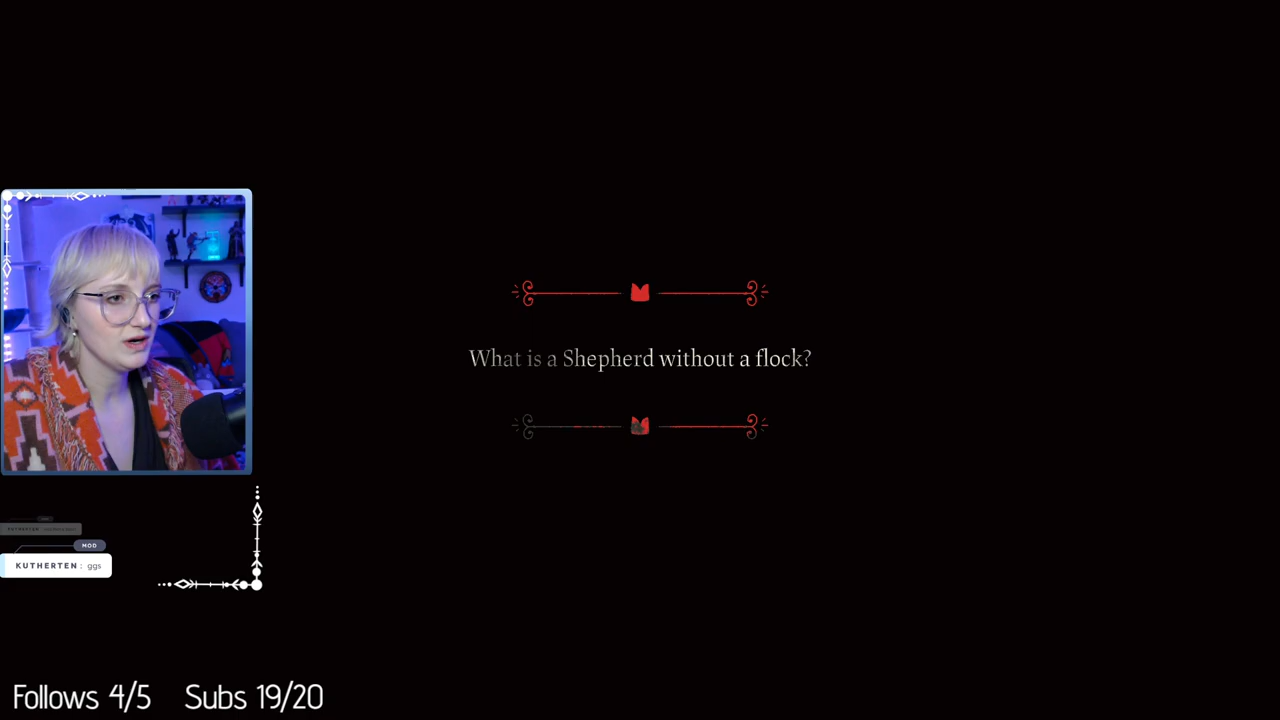 What is a Shepherd without a flock?
MOD
KUTHERTEN : ggs
Follows 4/5 Subs 19/20